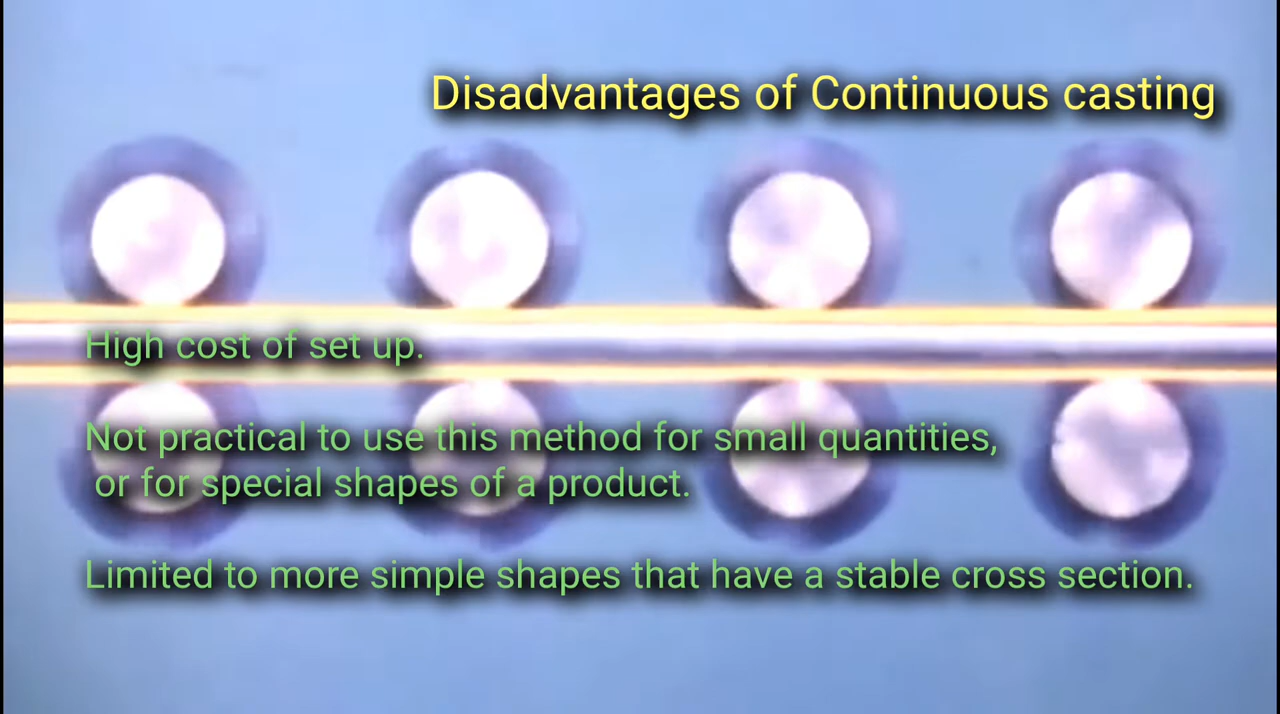 Disadvantages of Continuous casting
High cost of set up.
Not practical to use this method for small quantities,
or for special shapes of a product.
Limited to more simple shapes that have a stable cross section.